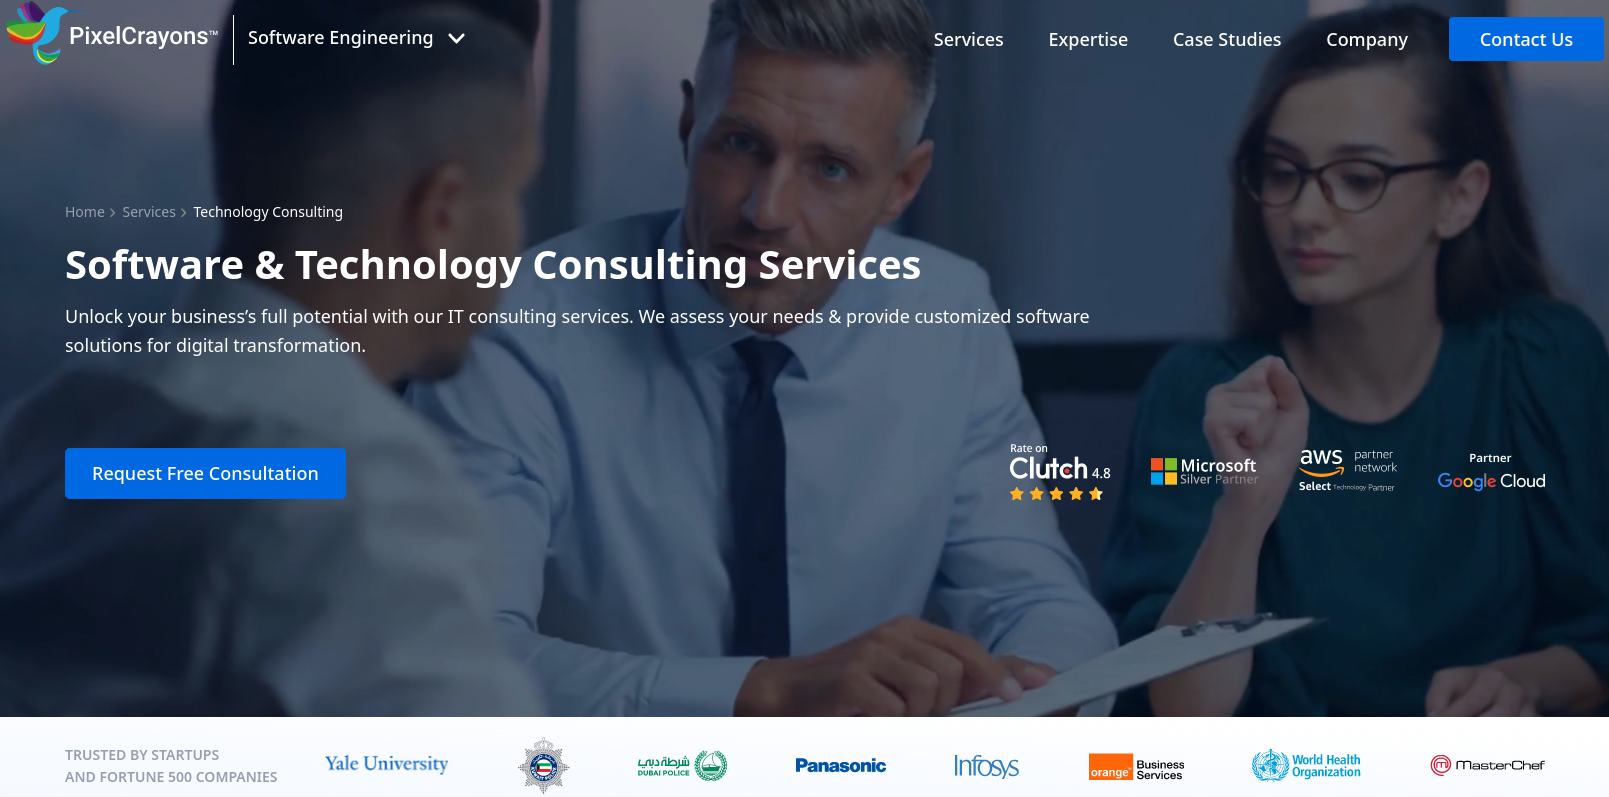 PixelCrayons™
Software Engineering
Services
Expertise
Case Studies
Company
Contact Us
Home
Services
Technology Consulting
Software & Technology Consulting Services
Unlock your business’s full potential with our IT consulting services. We assess your needs & provide customized software
solutions for digital transformation.
Request Free Consultation
Rate on
Clutch 4.8
Microsoft
Silver Partner
aws partner
network
Select Technology Partner
Partner
Google Cloud
TRUSTED BY STARTUPS
AND FORTUNE 500 COMPANIES
Yale University
شرطة دبي
DUBAI POLICE
Panasonic
Infosys
orange™
Business
Services
World Health
Organization
MasterChef